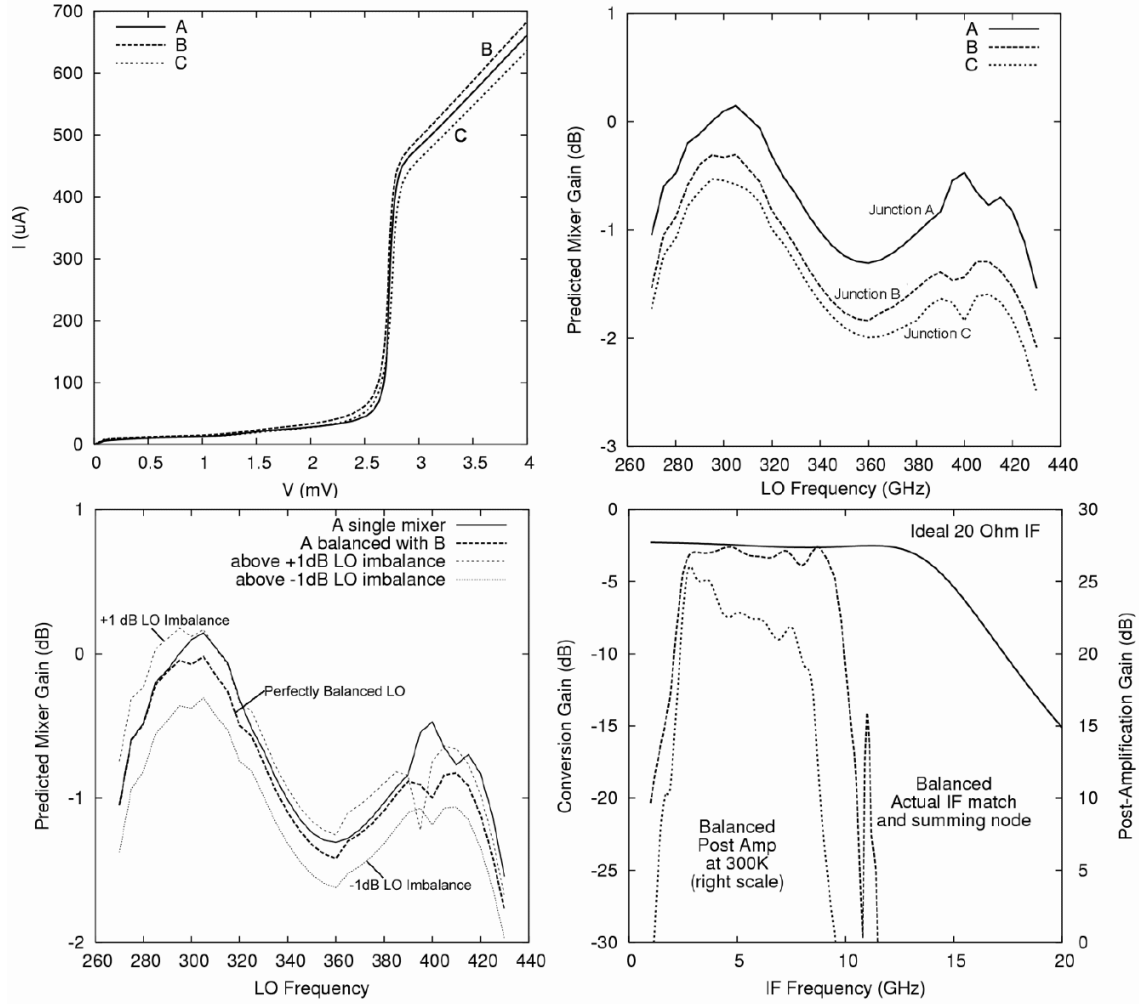 700
600
500
400
300
200
100
0
I (uA)
A
B
C
B
C
0 0.5 1 1.5 2 2.5 3 3.5 4
V (mV)
1
0
-1
-2
-3
Predicted Mixer Gain (dB)
A
B
C
Junction A
Junction B
Junction C
260 280 300 320 340 360 380 400 420 440
LO Frequency (GHz)
1
0
-1
-2
Predicted Mixer Gain (dB)
A single mixer
A balanced with B
above +1dB LO imbalance
above -1dB LO imbalance
+1 dB LO Imbalance
Perfectly Balanced LO
-1dB LO Imbalance
260 280 300 320 340 360 380 400 420 440
LO Frequency
0
-5
-10
-15
-20
-25
-30
Conversion Gain (dB)
Ideal 20 Ohm IF
Balanced
Post Amp
at 300K
(right scale)
Balanced
Actual IF match
and summing node
30
25
20
15
10
5
0
Post-Amplification Gain (dB)
5 10 15 20
IF Frequency (GHz)